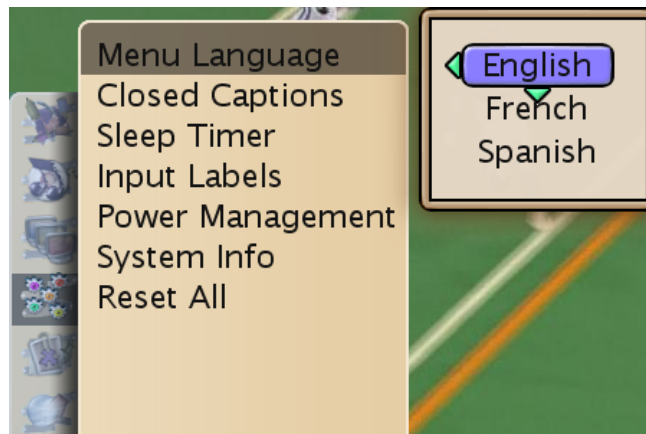 Menu Language
Closed Captions
Sleep Timer
Input Labels
Power Management
System Info
Reset All
English
French
Spanish